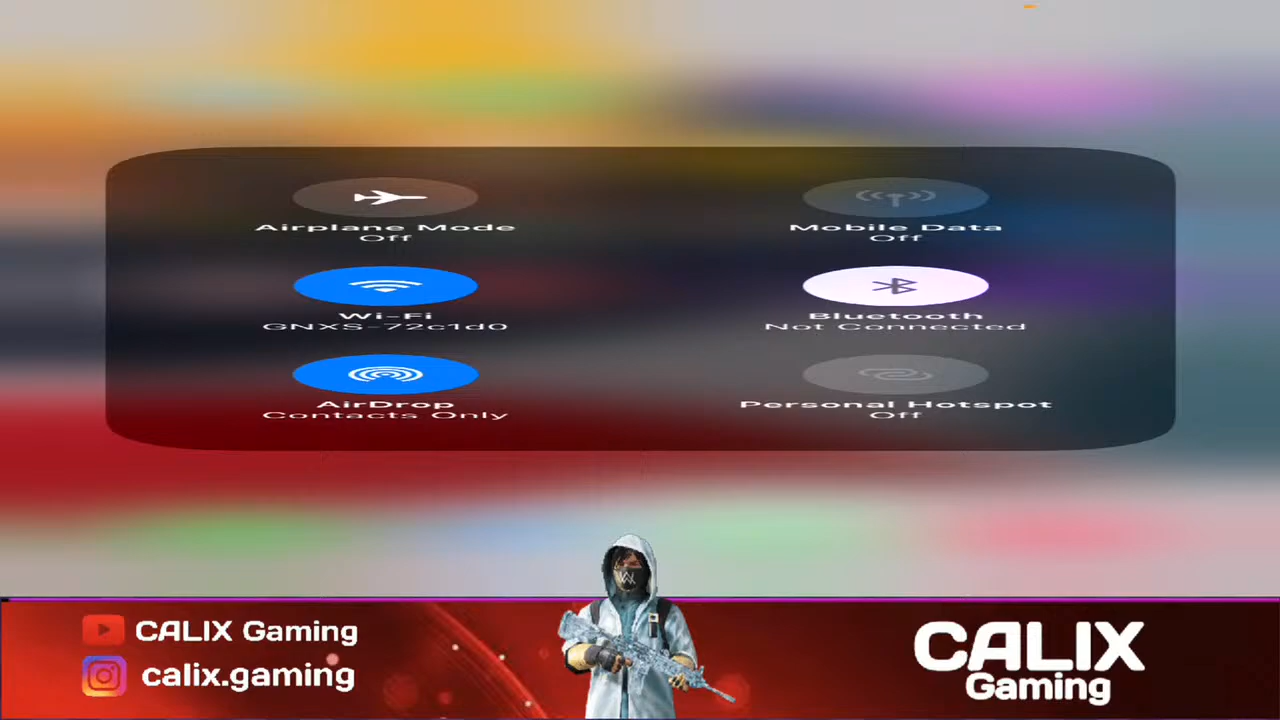 Airplane Mode
Off
Mobile Data
Off
Wi-Fi
GNXS-72c1d0
Bluetooth
Not Connected
AirDrop
Contacts Only
Personal Hotspot
Off
CALIX Gaming
calix.gaming
CALIX
Gaming